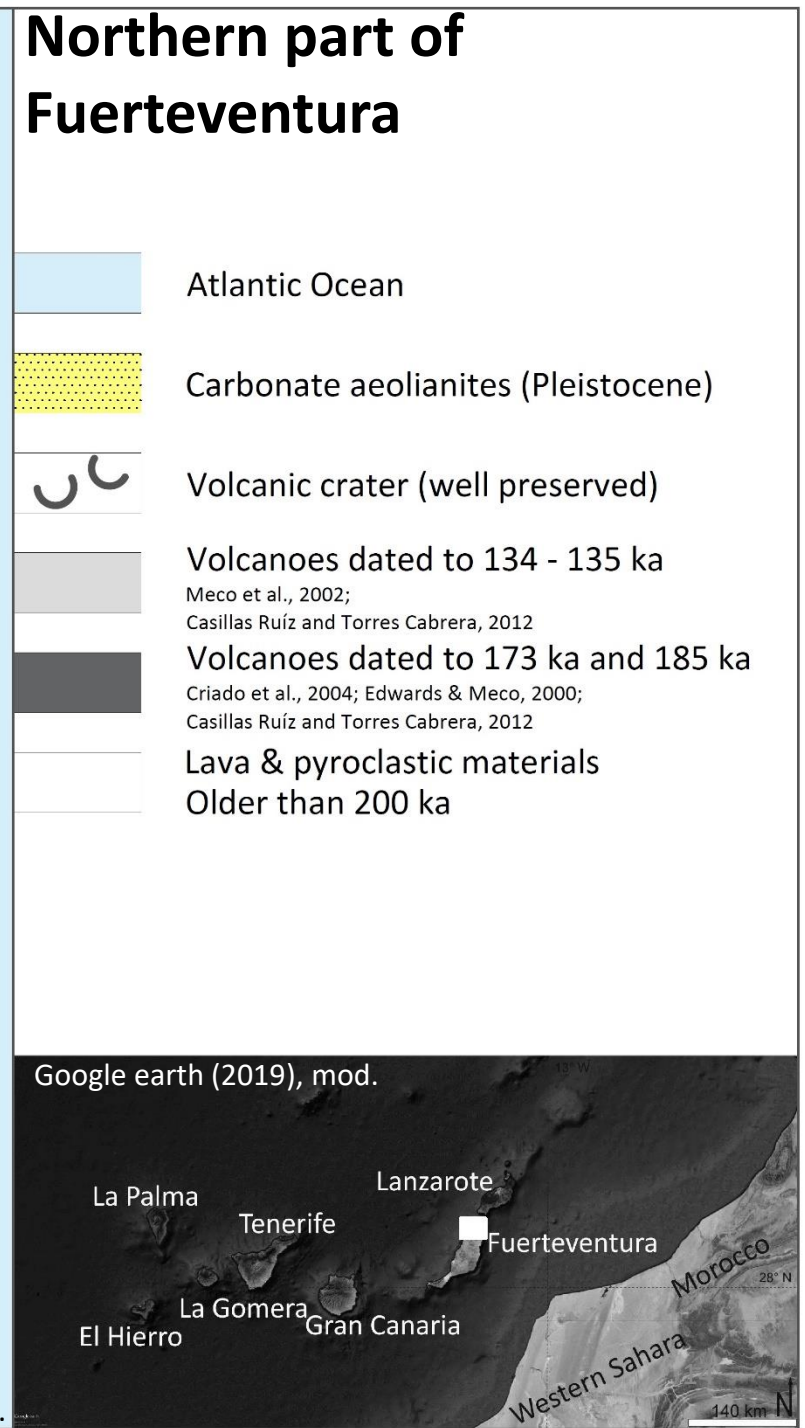 Northern part of
Fuerteventura
Atlantic Ocean
Carbonate aeolianites (Pleistocene)
Volcanic crater (well preserved)
Volcanoes dated to 134 - 135 ka
Meco et al., 2002;
Casillas Ruíz and Torres Cabrera, 2012
Volcanoes dated to 173 ka and 185 ka
Criado et al., 2004; Edwards & Meco, 2000;
Casillas Ruíz and Torres Cabrera, 2012
Lava & pyroclastic materials
Older than 200 ka
Google earth (2019), mod.
13° W
Lanzarote
La Palma
Tenerife
Fuerteventura
Morocco
28° N
La Gomera
Gran Canaria
El Hierro
Western Sahara
140 km N